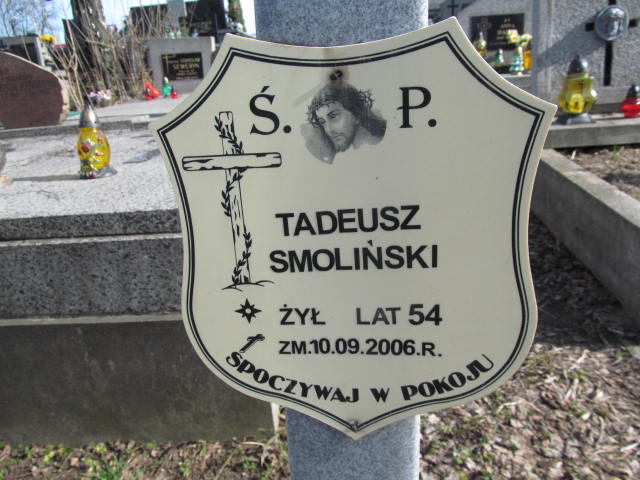 Ś. P.
TADEUSZ
SMOLIŃSKI
ŻYŁ LAT 54
ZM.10.09.2006.R.
SPOCZYWAJ W POKOJU